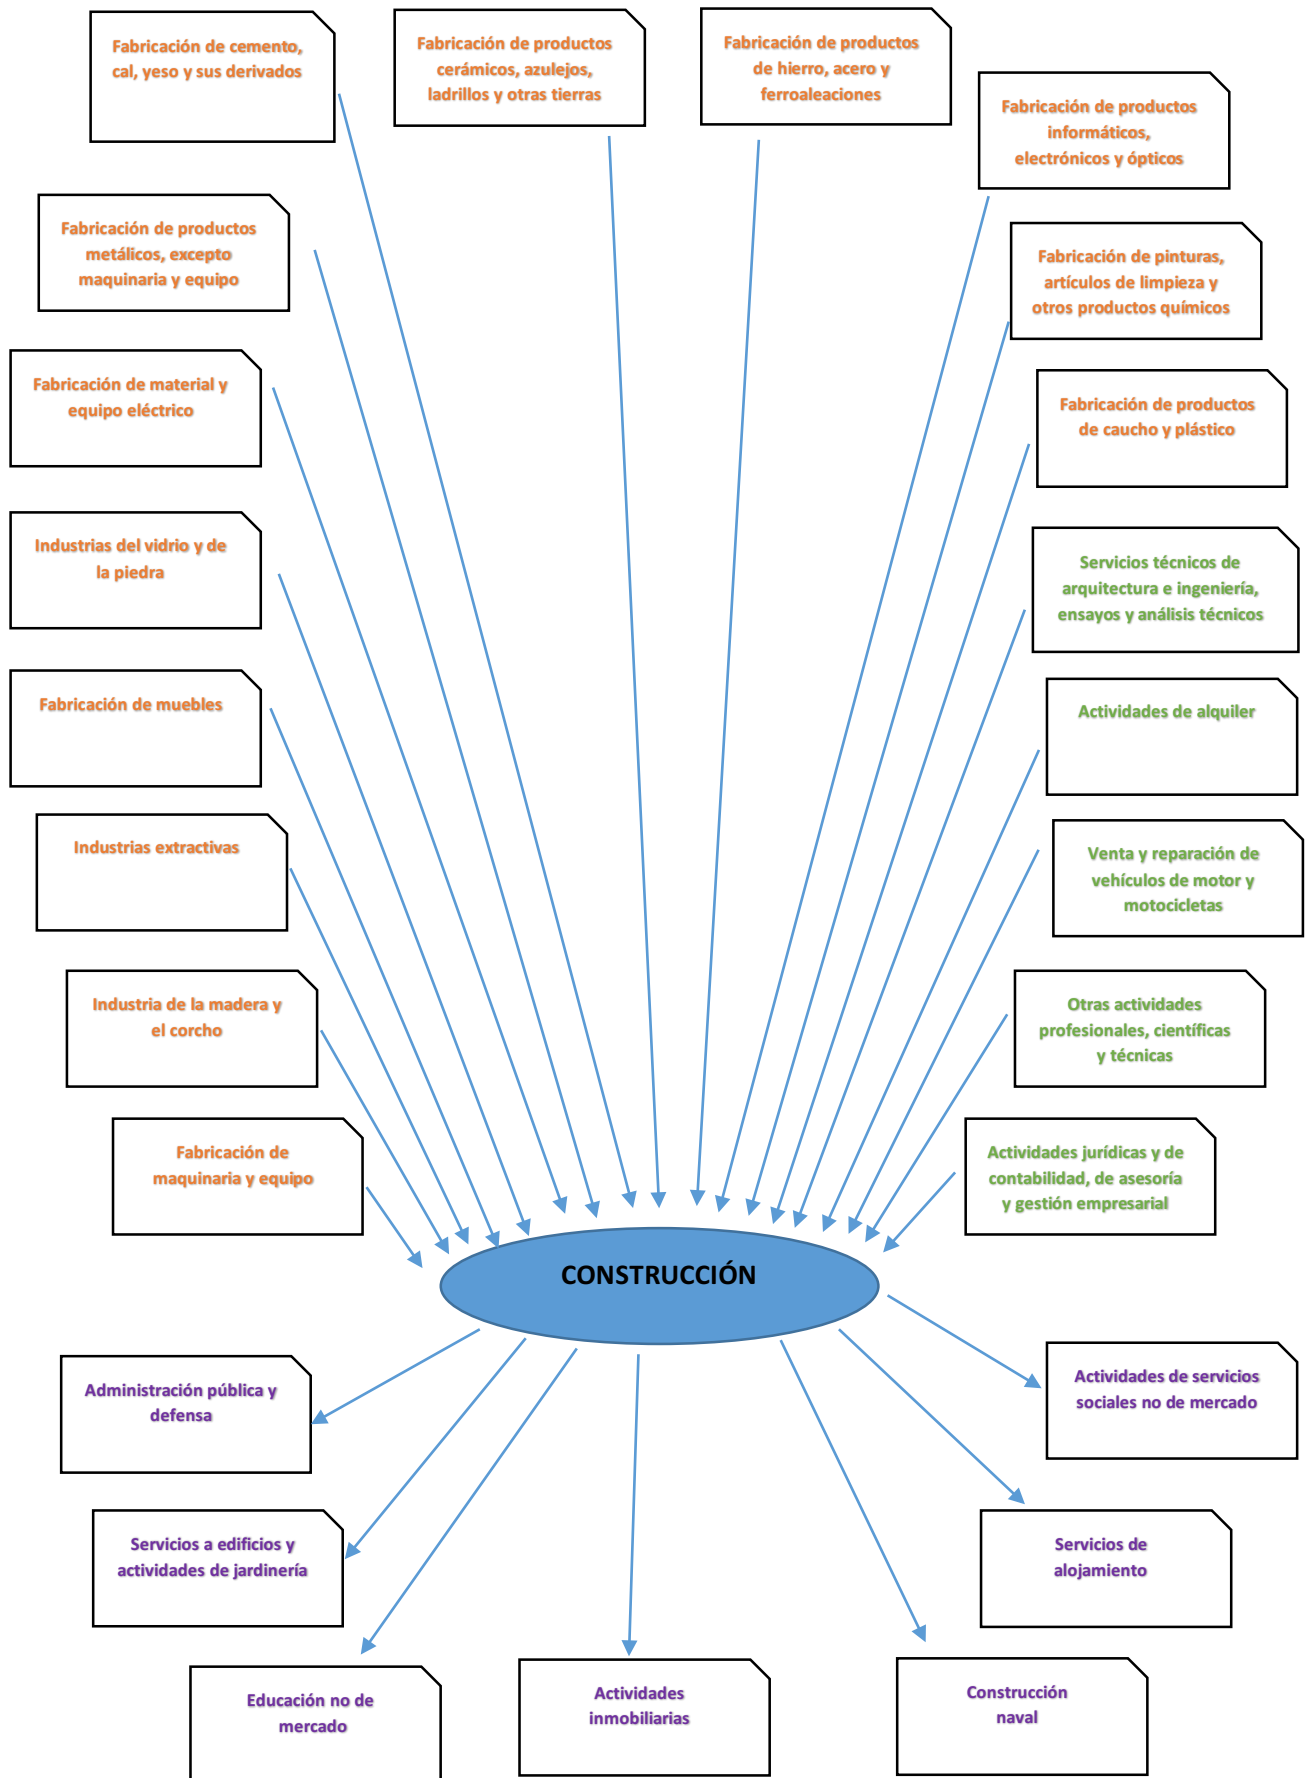 Fabricación de cemento,
cal, yeso y sus derivados
Fabricación de productos
cerámicos, azulejos,
ladrillos y otras tierras
Fabricación de productos
de hierro, acero y
ferroaleaciones
Fabricación de productos
informáticos,
electrónicos y ópticos
Fabricación de productos
metálicos, excepto
maquinaria y equipo
Fabricación de pinturas,
artículos de limpieza y
otros productos químicos
Fabricación de material y
equipo eléctrico
Fabricación de productos
de caucho y plástico
Industrias del vidrio y de
la piedra
Servicios técnicos de
arquitectura e ingeniería,
ensayos y análisis técnicos
Fabricación de muebles
Actividades de alquiler
Industrias extractivas
Venta y reparación de
vehículos de motor y
motocicletas
Industria de la madera y
el corcho
Otras actividades
profesionales, científicas
y técnicas
Fabricación de
maquinaria y equipo
Actividades jurídicas y de
contabilidad, de asesoría
y gestión empresarial
CONSTRUCCIÓN
Administración pública y
defensa
Actividades de servicios
sociales no de mercado
Servicios a edificios y
actividades de jardinería
Servicios de
alojamiento
Educación no de
mercado
Actividades
inmobiliarias
Construcción
naval